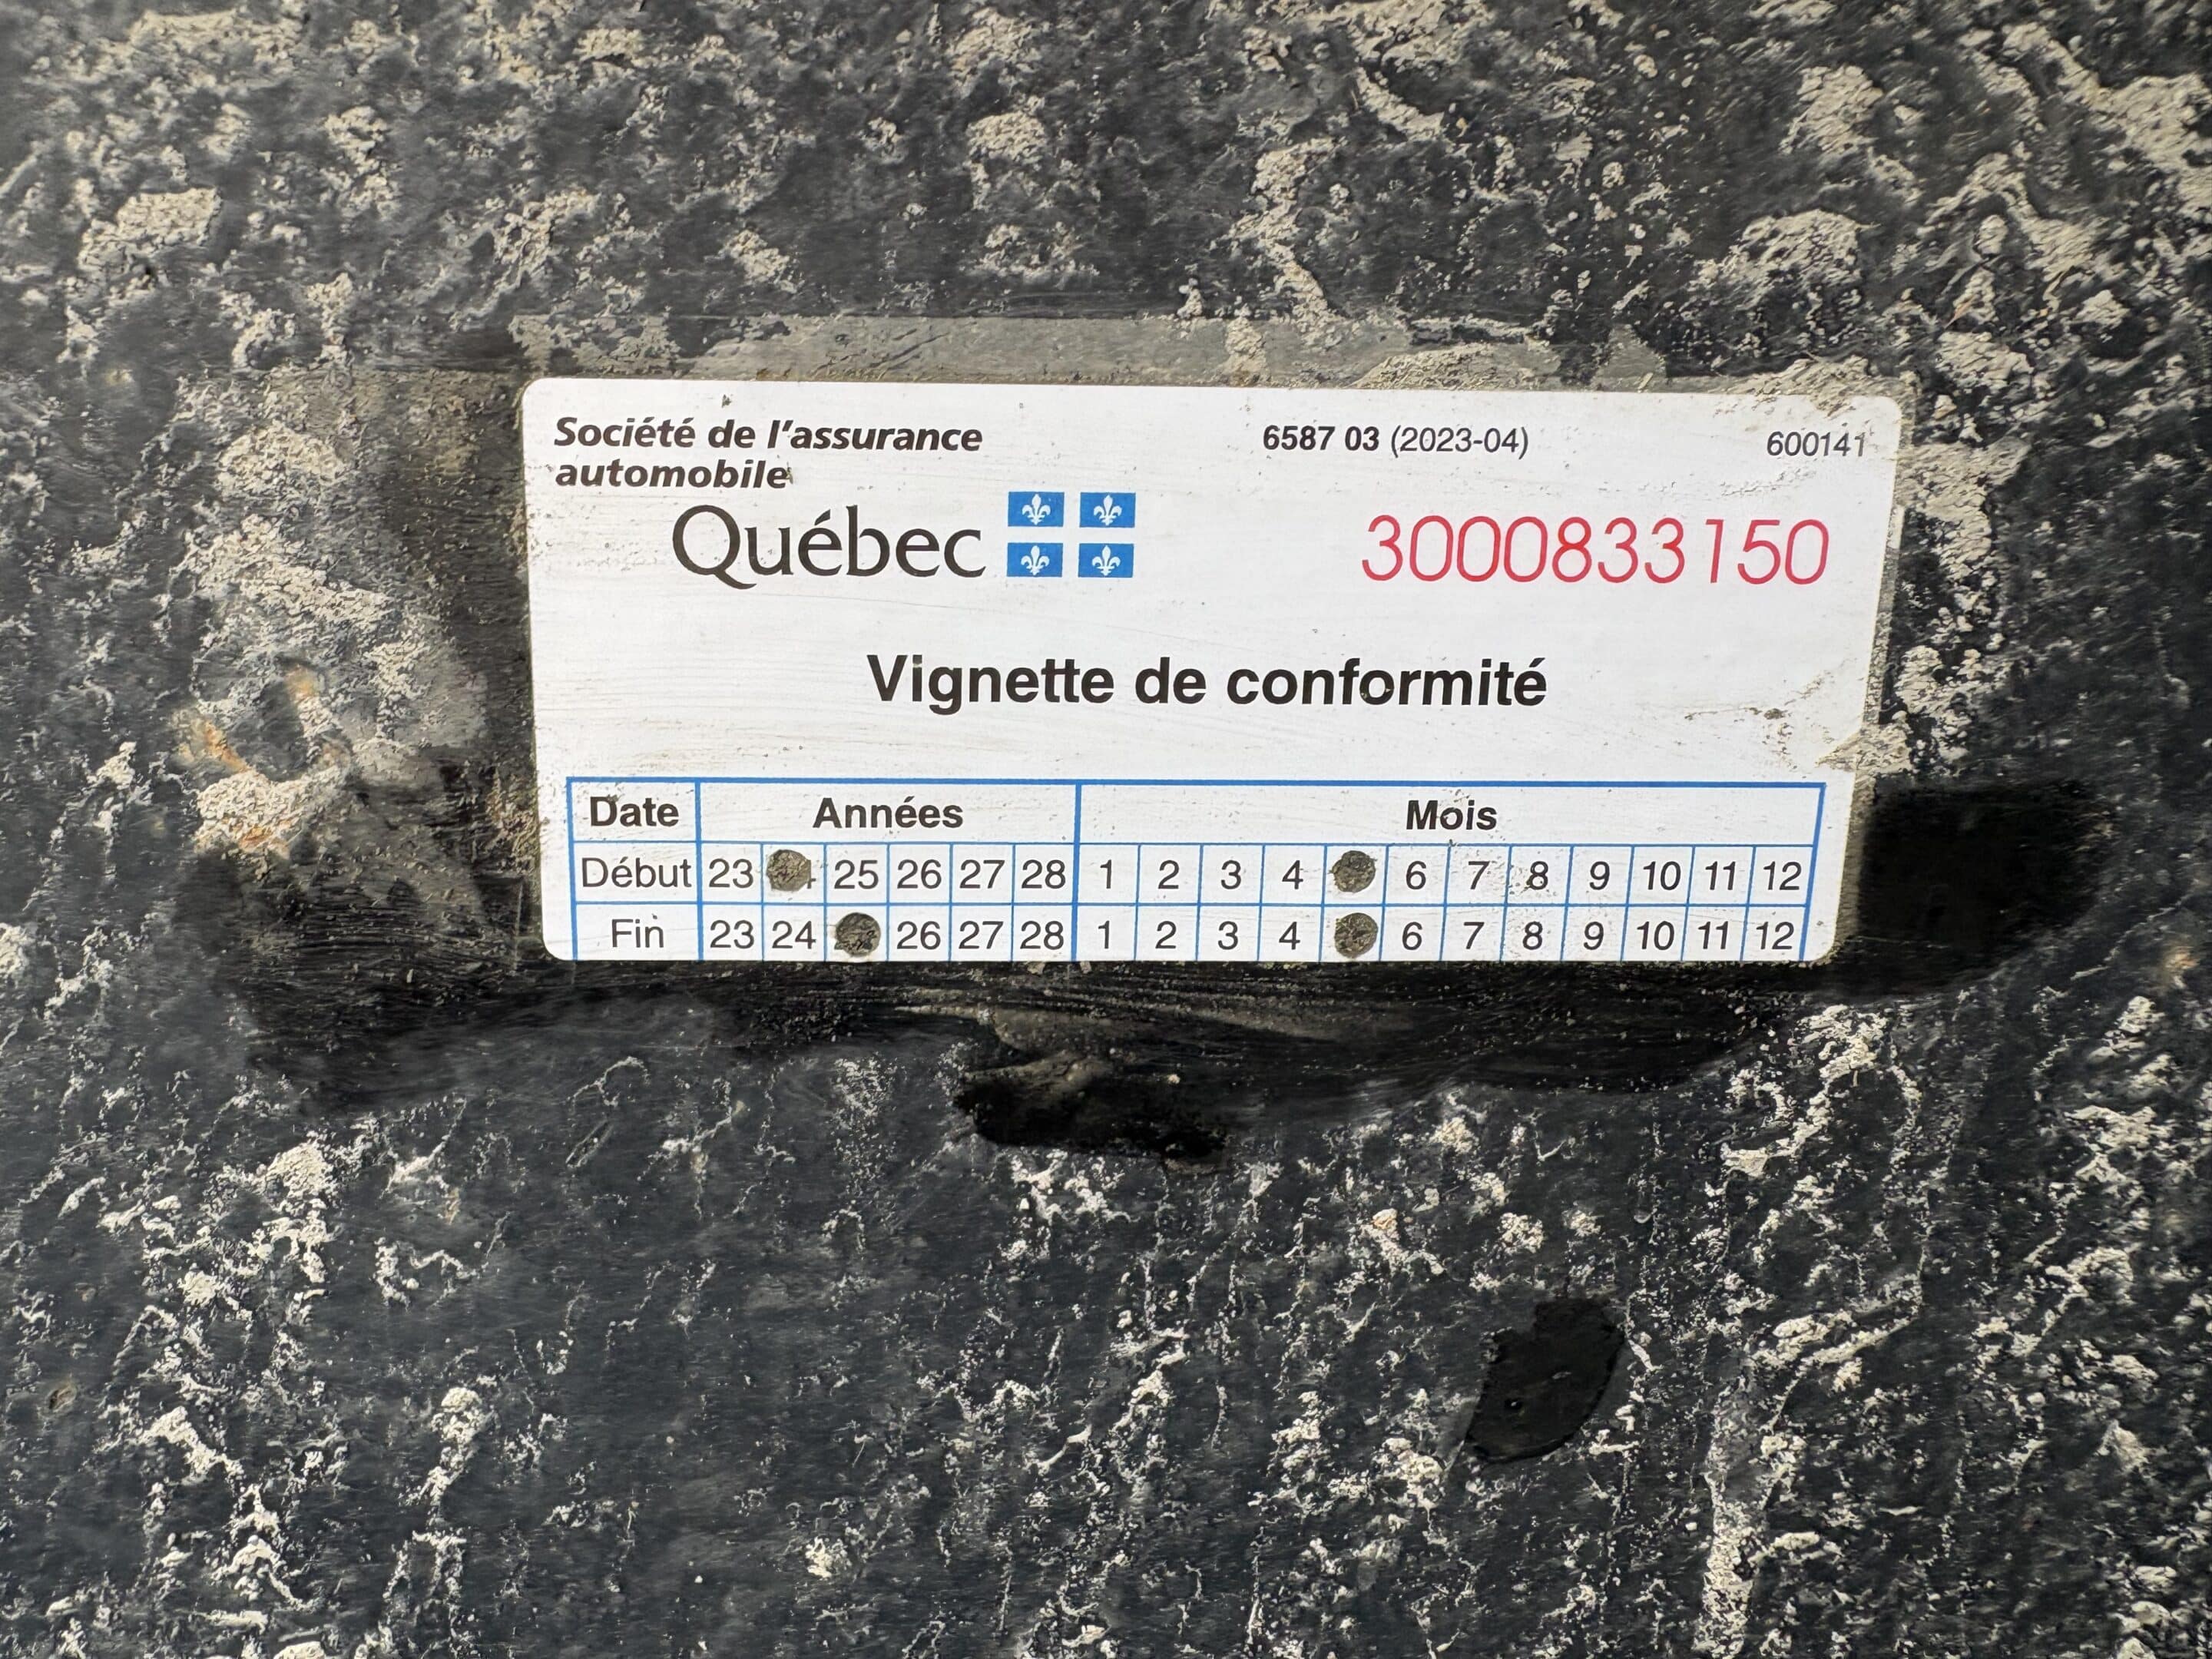 Société de l'assurance
automobile
Québec
6587 03 (2023-04)
600141
3000833150
Vignette de conformité
Date Années Mois
Début 23 25 26 27 28 1 2 3 4 6 7 8 9 10 11 12
Fin 23 24 26 27 28 1 2 3 4 6 7 8 9 10 11 12